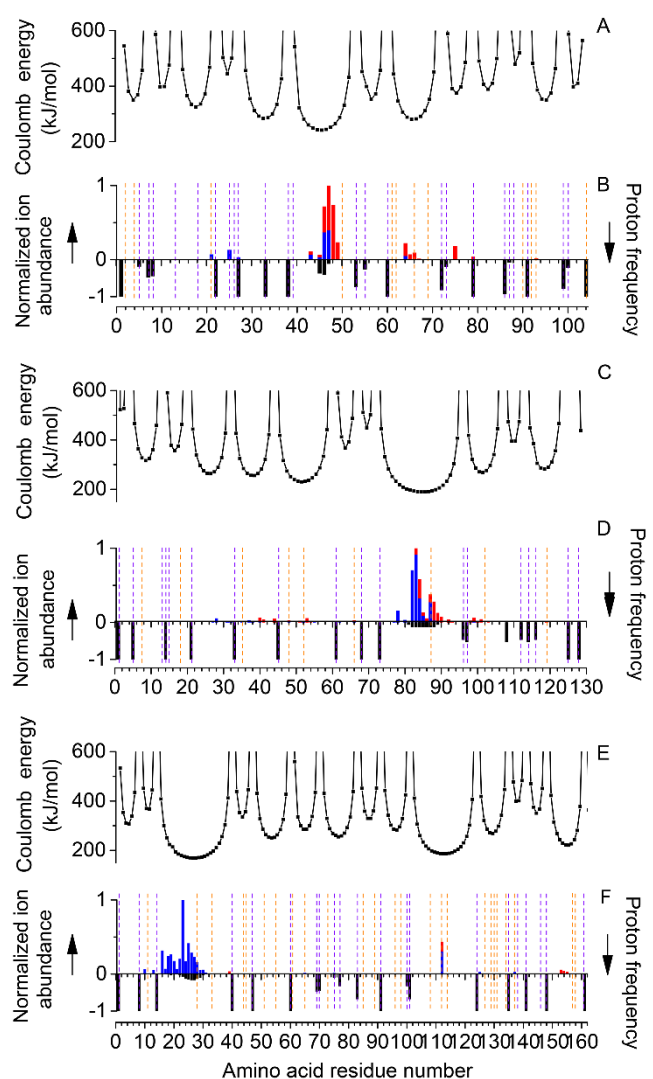 A
600
400
200
Coulomb energy
(kJ/mol)
B
1
0
-1
Normalized ion
abundance
Proton frequency
0 10 20 30 40 50 60 70 80 90 100
C
600
400
200
Coulomb energy
(kJ/mol)
D
1
0
-1
Normalized ion
abundance
Proton frequency
0 10 20 30 40 50 60 70 80 90 100 110 120 130
E
600
400
200
Coulomb energy
(kJ/mol)
F
1
0
-1
Normalized ion
abundance
Proton frequency
0 10 20 30 40 50 60 70 80 90 100 110 120 130 140 150 160
Amino acid residue number